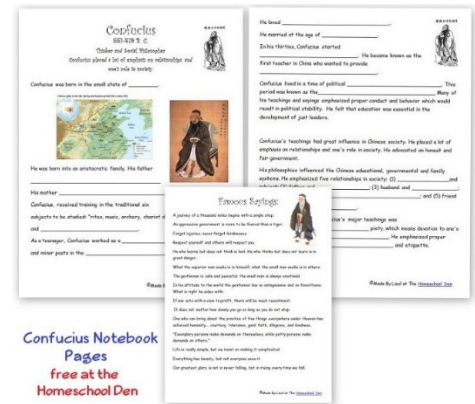 Confucius
551-479 B. C.
Thinker and Social Philosopher
Confucius placed a lot of emphasis on relationships and
one's role in society.
Confucius was born in the small state of
He was born into an aristocratic family. His father
His mother
Confucius, received training in the traditional six
subjects to be studied: "rites, music, archery, chariot
and
As a teenager, Confucius worked as a
and minor posts in the
He loved
He married at the age of
In his thirties, Confucius started
He became known as the
first teacher in China who wanted to provide
Confucius lived in a time of political . This
period was known as the . Many of
his teachings and sayings emphasized proper conduct and behavior which would
result in political stability. He felt that education was essential in the
development of just leaders.
Confucius's teachings had great influence in Chinese society. He placed a lot of
emphasis on relationships and one's role in society. He advocated an honest and
fair government.
His philosophies influenced the Chinese educational, governmental and family
systems. He emphasized five relationships in society: (1) and
(2) husband and ; and (5) friend
's major teachings was
piety, which means devotion to one's
He emphasized proper
and etiquette.
©Made By Liesl at The Homeschool Den
Famous Sayings:
A journey of a thousand miles begins with a single step.
An oppressive government is more to be feared than a tiger.
Forget injuries, never forget kindnesses.
Respect yourself and others will respect you.
He who learns but does not think is lost. He who thinks but does not learn is in
great danger.
What the superior man seeks is in himself; what the small man seeks is in others.
The gentleman is calm and peaceful; the small man is always emotional.
In his attitude to the world the gentleman has no antagonisms and no favoritisms.
What is right he sides with.
If one acts with a view to profit, there will be much resentment.
It does not matter how slowly you go so long as you do not stop.
One who can bring about the practice of five things everywhere under Heaven has
achieved humanity... courtesy, tolerance, good faith, diligence, and kindness.
"Exemplary persons make demands on themselves, while petty persons make
demands on others."
Life is really simple, but we insist on making it complicated.
Everything has beauty, but not everyone sees it.
Our greatest glory is not in never falling, but in rising every time we fall.
©Made By Liesl at The Homeschool Den
Confucius Notebook
Pages
free at the
Homeschool Den